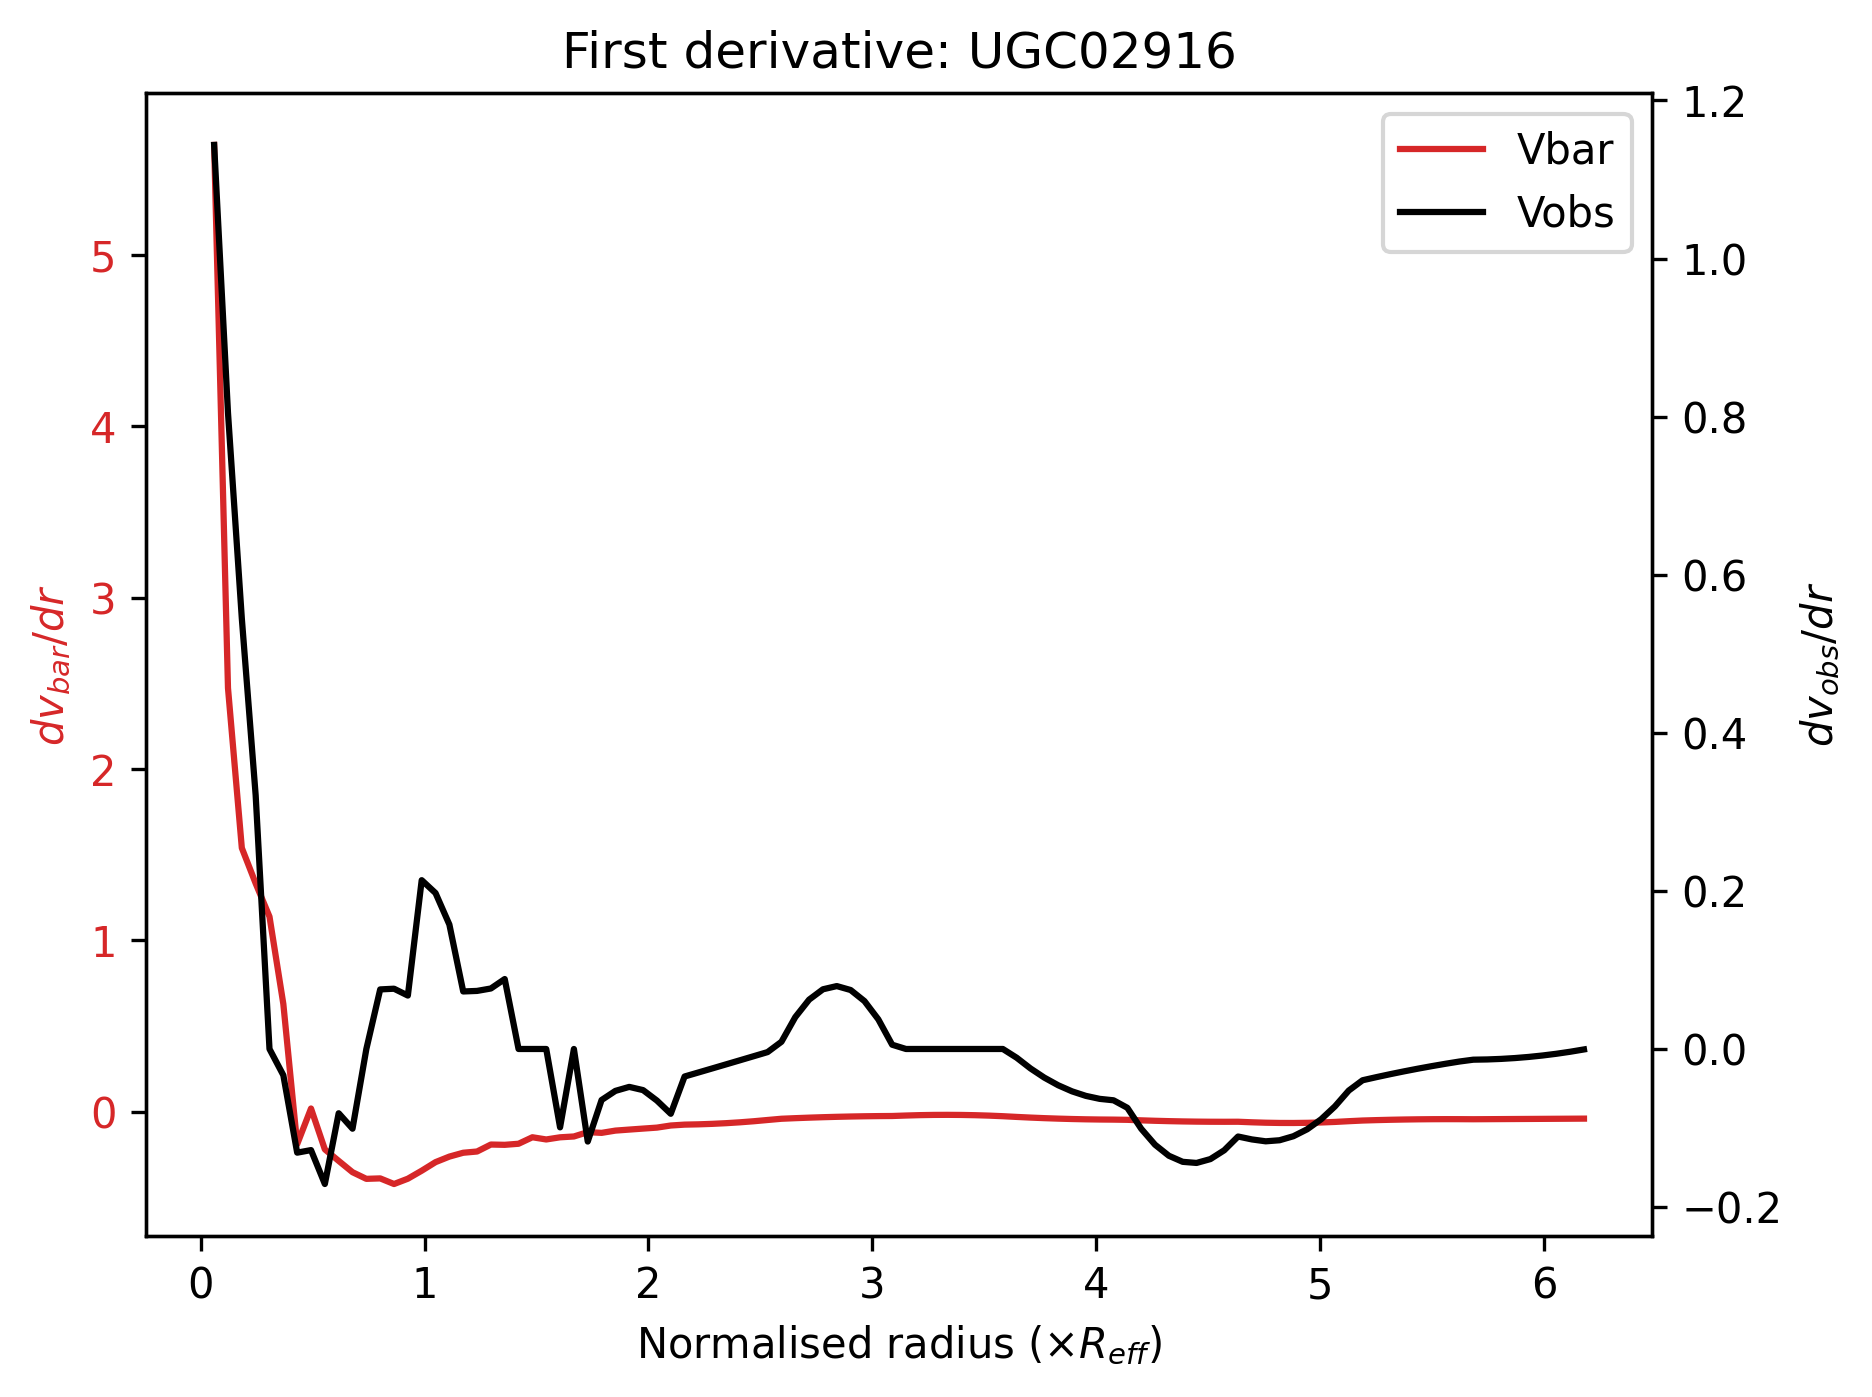 First derivative: UGC02916
Vbar
Vobs
dv_bar/dr
5
4
3
2
1
0
1.2
1.0
0.8
0.6
0.4
0.2
0.0
−0.2
dv_obs/dr
0 1 2 3 4 5 6
Normalised radius (×R_eff)